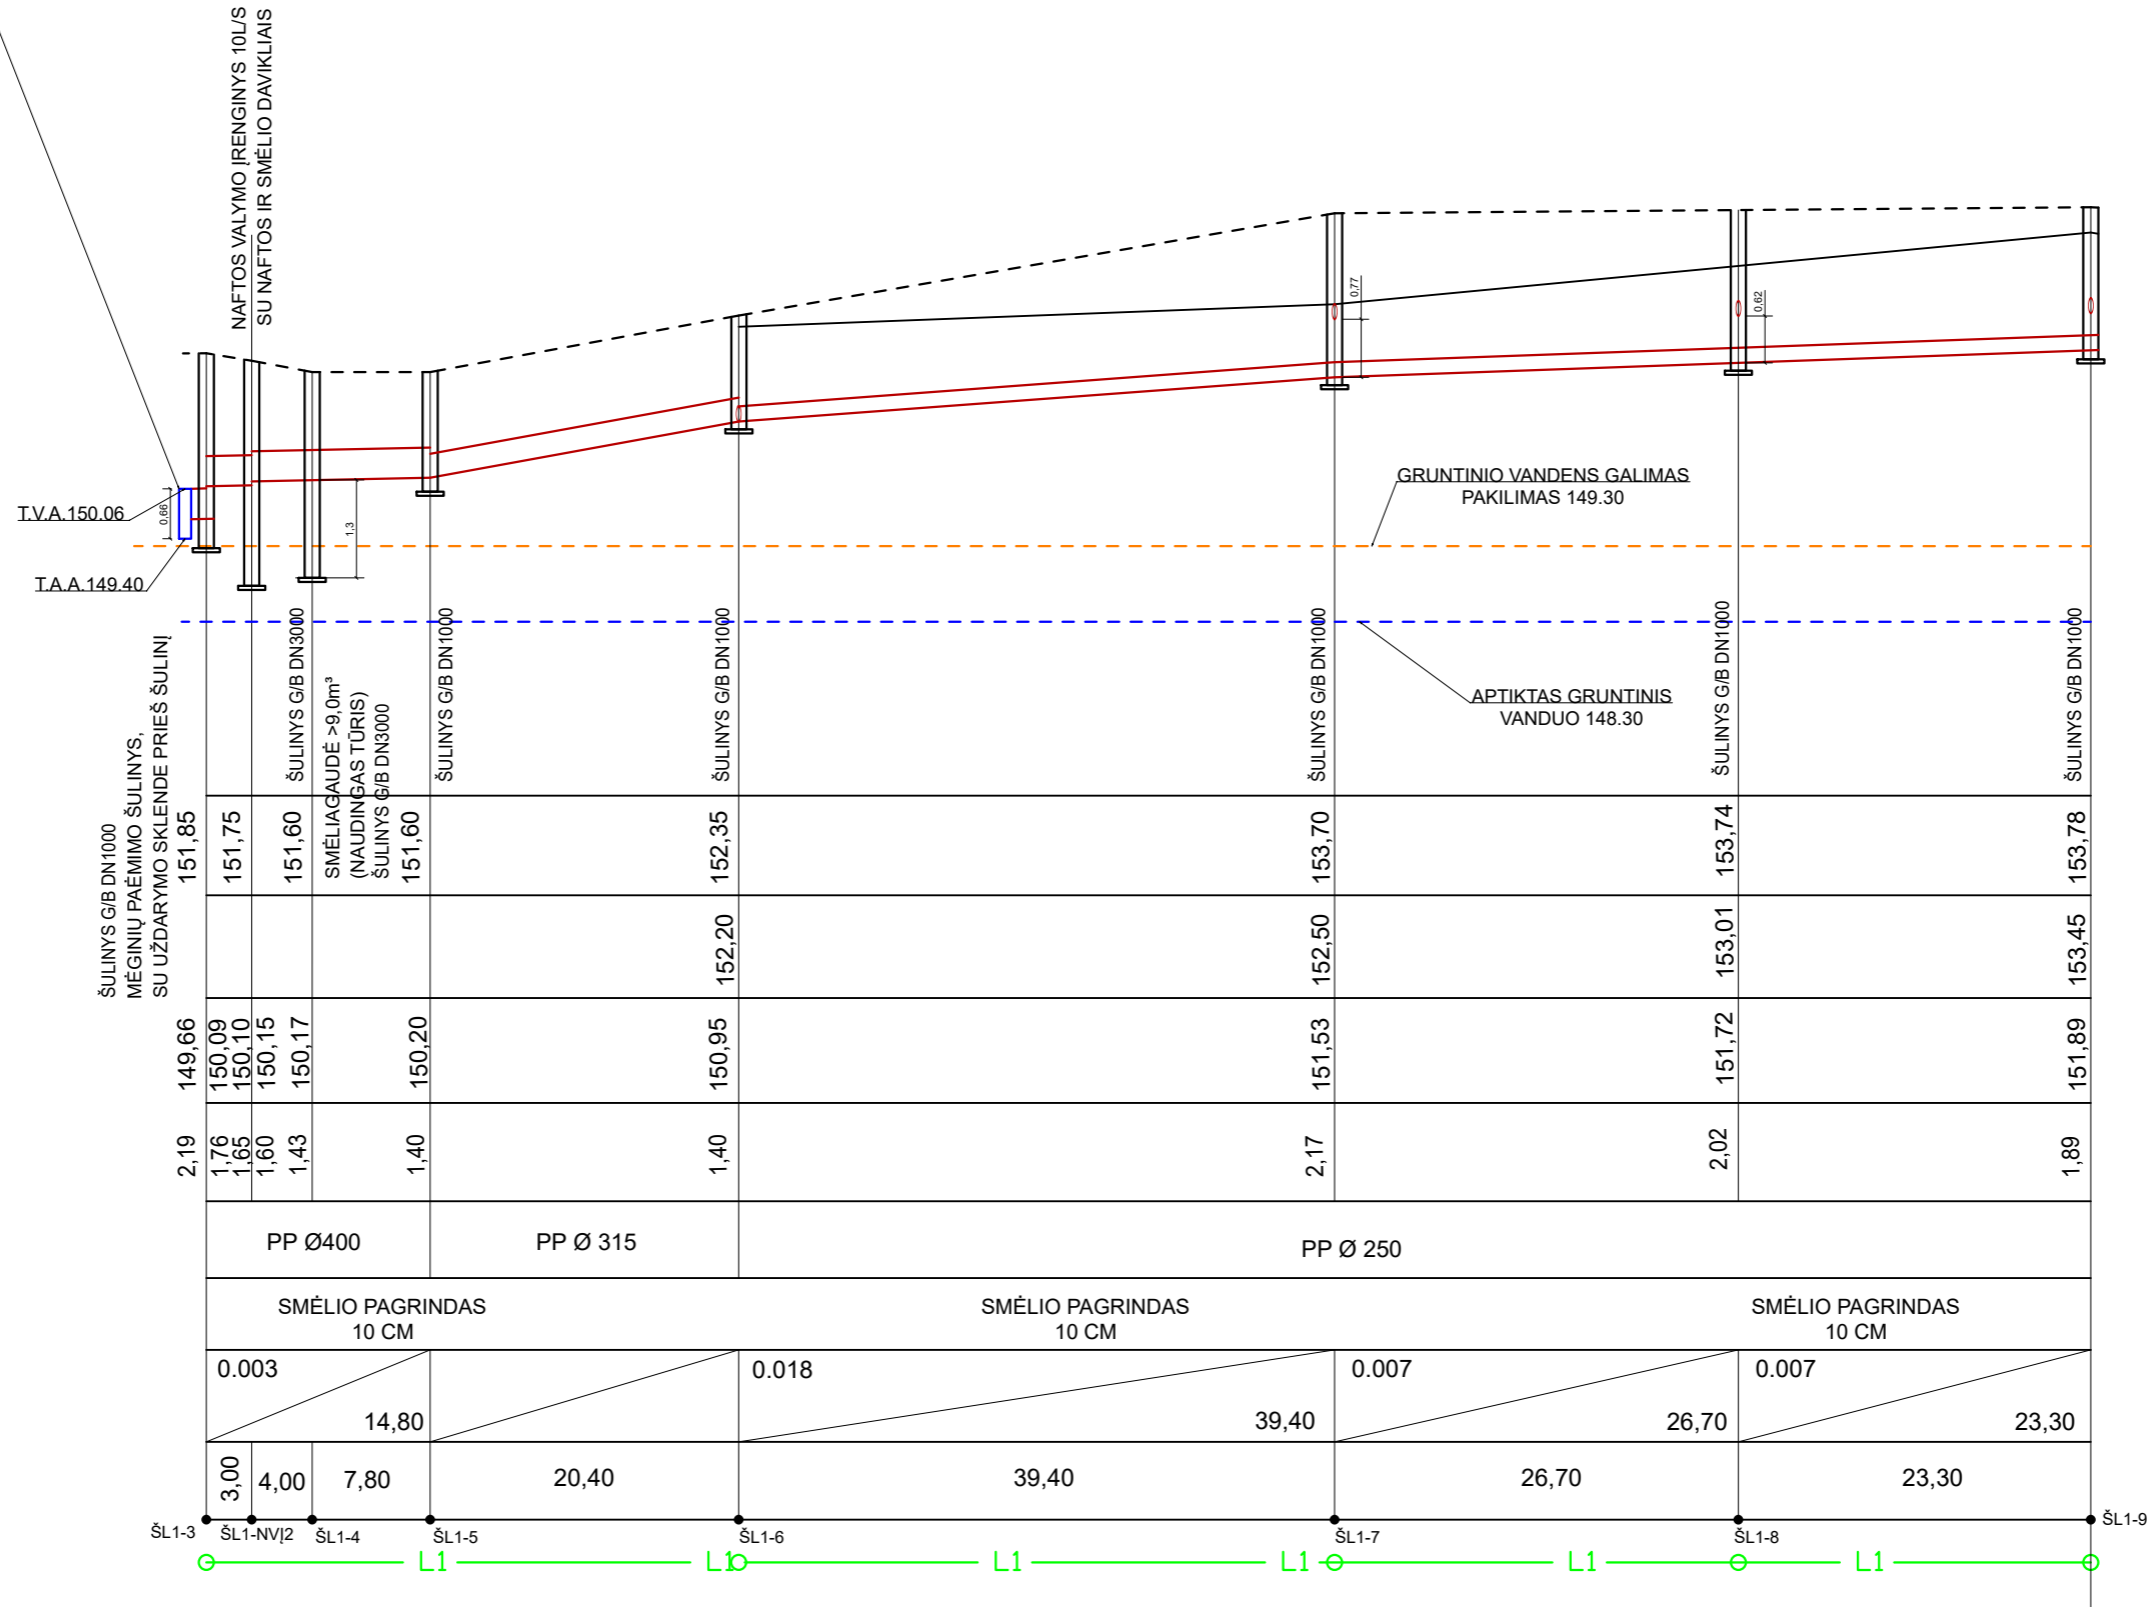 NAFTOS VALYMO ĮRENGINYS 10L/S
SU NAFTOS IR SMĖLIO DAVIKLIAIS
0,77
0,62
T.V.A.150.06
0,66
1,3
T.A.A.149.40
GRUNTINIO VANDENS GALIMAS
PAKILIMAS 149.30
APTIKTAS GRUNTINIS
VANDUO 148.30
ŠULINYS G/B DN1000
MĖGINIŲ PAĖMIMO ŠULINYS,
SU UŽDARYMO SKLENDE PRIEŠ ŠULINĮ
ŠULINYS G/B DN3000
SMĖLIAGAUDĖ >9,0m³
(NAUDINGAS TŪRIS)
ŠULINYS G/B DN3000
ŠULINYS G/B DN1000
ŠULINYS G/B DN1000
ŠULINYS G/B DN1000
ŠULINYS G/B DN1000
ŠULINYS G/B DN1000
151,85 151,75 151,60 151,60 152,35 153,70 153,74 153,78
152,20 152,50 153,01 153,45
149,66 150,09 150,10 150,15 150,17 150,20 150,95 151,53 151,72 151,89
2,19 1,76 1,65 1,60 1,43 1,40 1,40 2,17 2,02 1,89
PP Ø400 PP Ø 315 PP Ø 250
SMĖLIO PAGRINDAS
10 CM
SMĖLIO PAGRINDAS
10 CM
SMĖLIO PAGRINDAS
10 CM
0.003 0.018 0.007 0.007
14,80 39,40 26,70 23,30
3,00 4,00 7,80 20,40 39,40 26,70 23,30
ŠL1-3 ŠL1-NVĮ2 ŠL1-4 ŠL1-5 ŠL1-6 ŠL1-7 ŠL1-8 ŠL1-9
L1 L1 L1 L1 L1 L1